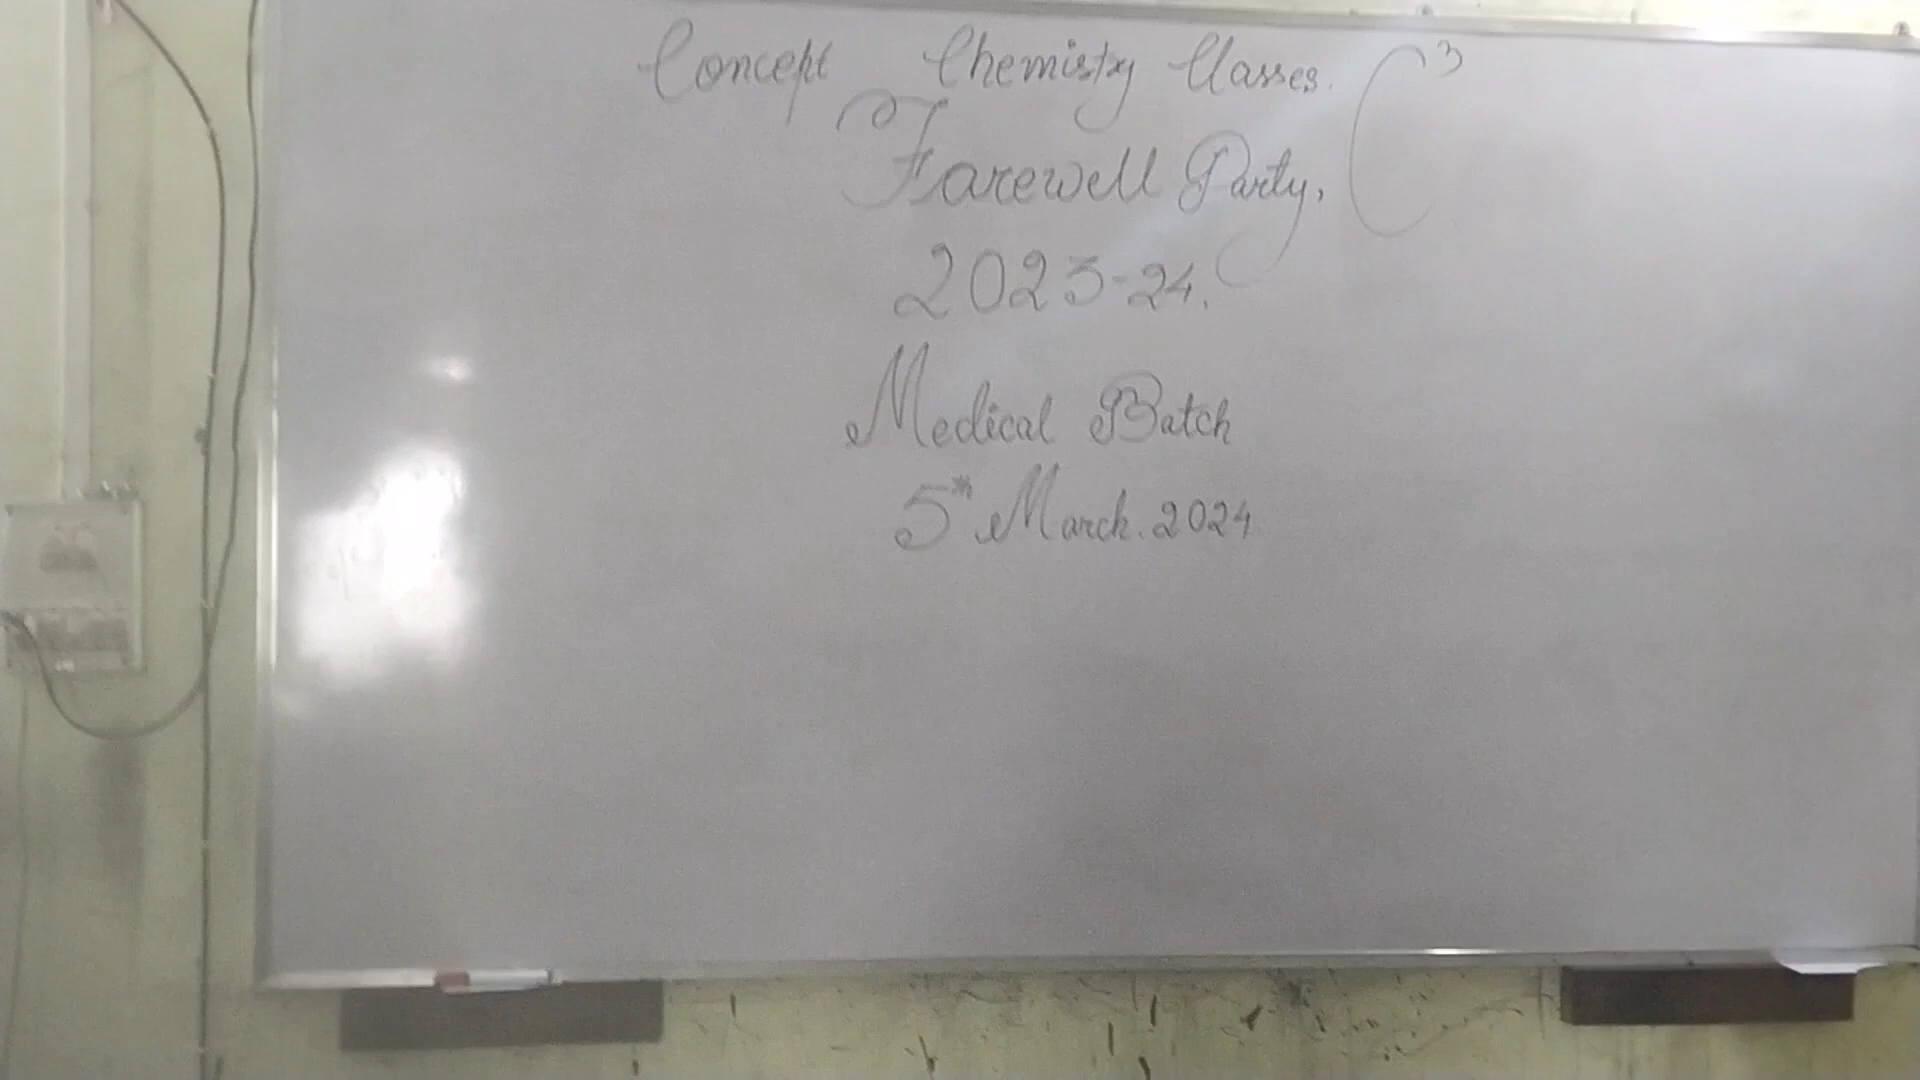 Concept Chemistry Classes. C³
Farewell Party,
2023-24.
Medical Batch
5th March. 2024